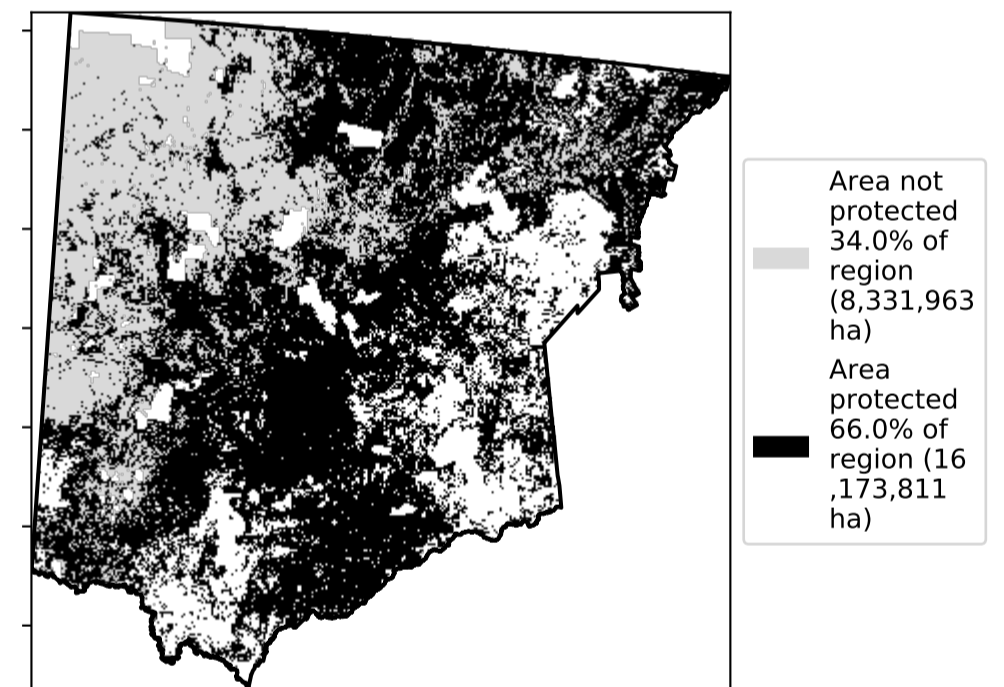 Area not
protected
34.0% of
region
(8,331,963
ha)
Area
protected
66.0% of
region (16
,173,811
ha)